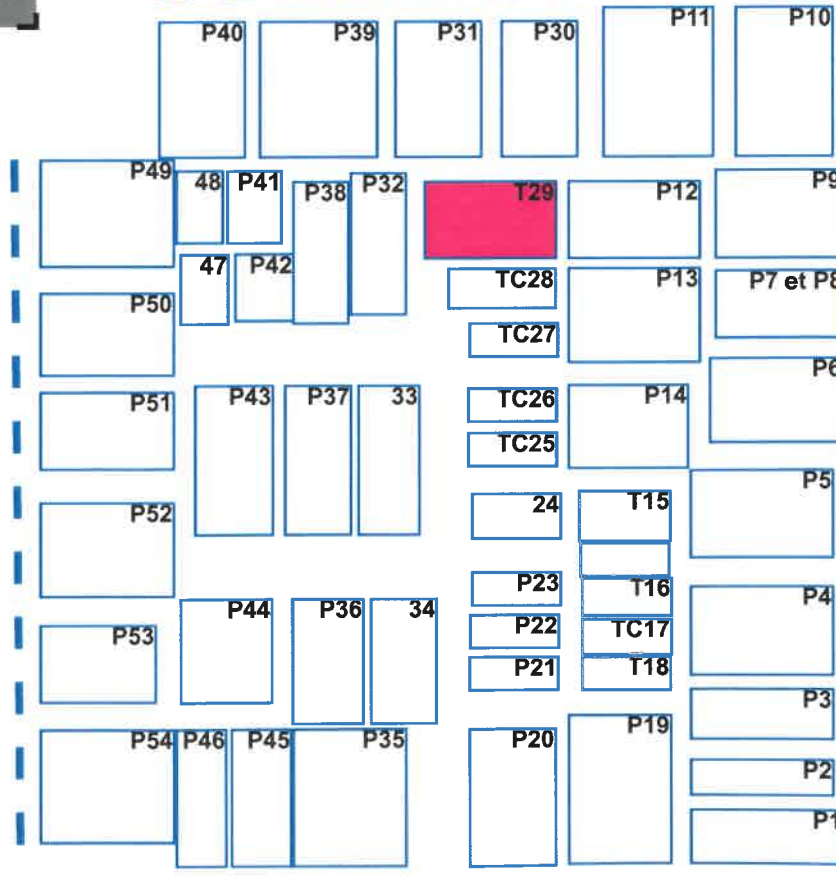 P40 P39 P31 P30 P11 P10
P49 48 P41 P38 P32 T29 P12 P9
47 P42 TC28 P13 P7 et P8
P50 TC27
P51 P43 P37 33 TC26 P14 P6
TC25
P52 24 T15 P5
P23 T16 P4
P53 P44 P36 34 P22 TC17
P21 T18
P3
P54 P46 P45 P35 P20 P19
P2
P1